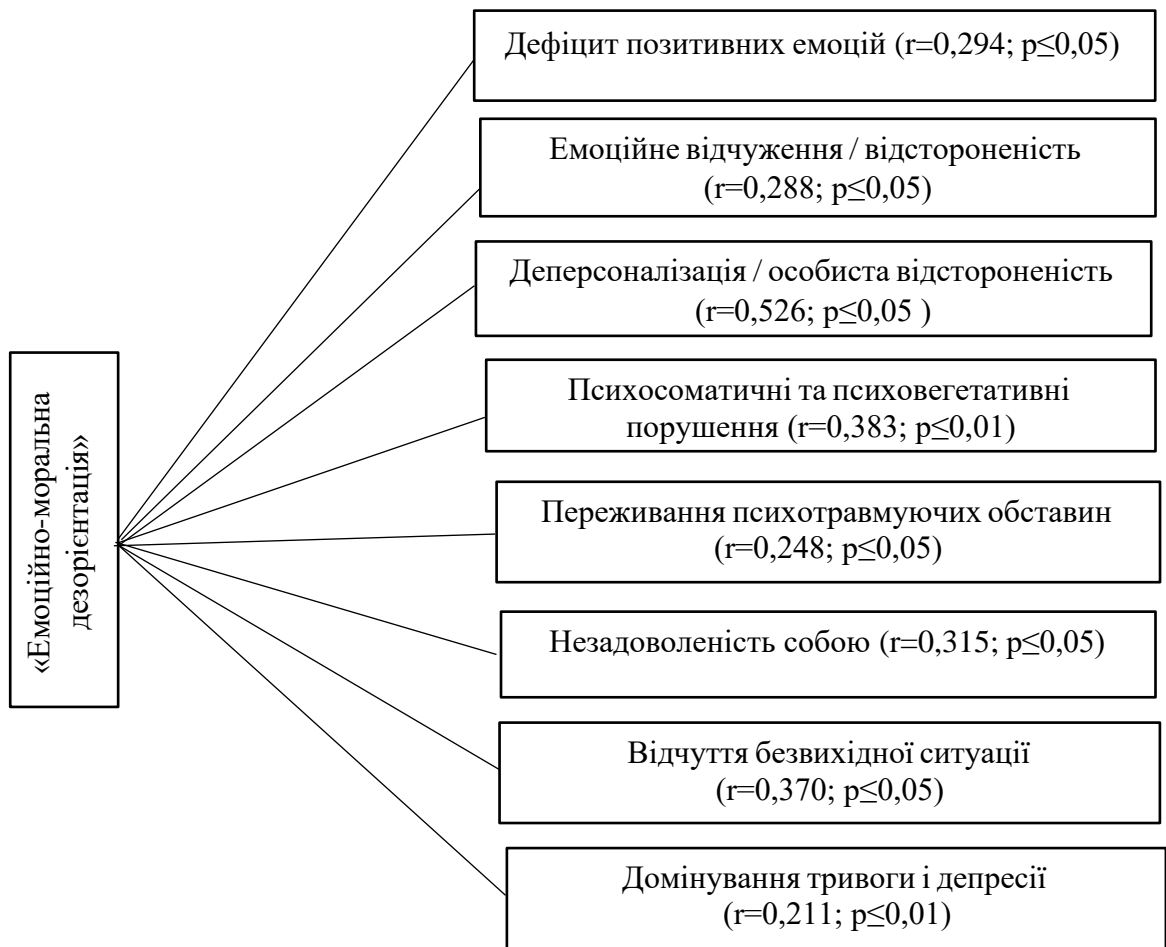 Дефіцит позитивних емоцій (r=0,294; p≤0,05)
Емоційне відчуження / відстороненість
(r=0,288; p≤0,05)
Деперсоналізація / особиста відстороненість
(r=0,526; p≤0,05 )
Психосоматичні та психовегетативні
порушення (r=0,383; p≤0,01)
«Емоційно-моральна
дезорієнтація»
Переживання психотравмуючих обставин
(r=0,248; p≤0,05)
Незадоволеність собою (r=0,315; p≤0,05)
Відчуття безвихідної ситуації
(r=0,370; p≤0,05)
Домінування тривоги і депресії
(r=0,211; p≤0,01)